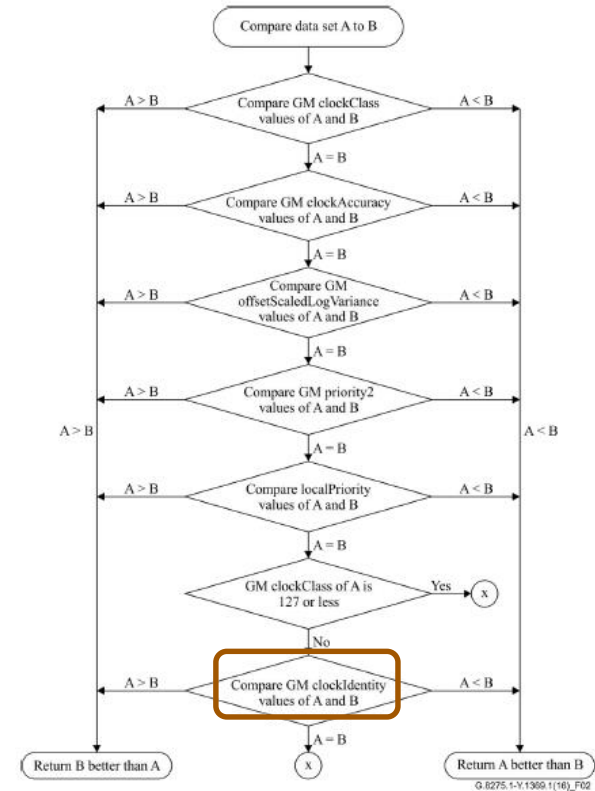 Compare data set A to B
A > B
Compare GM clockClass
values of A and B
A < B
A = B
A > B
Compare GM clockAccuracy
values of A and B
A < B
A = B
A > B
Compare GM
offsetScaledLogVariance
values of A and B
A < B
A = B
A > B
Compare GM priority2
values of A and B
A < B
A > B
A < B
A = B
A > B
Compare localPriority
values of A and B
A < B
A = B
GM clockClass of A is
127 or less
Yes
x
No
A > B
Compare GM clockIdentity
values of A and B
A < B
A = B
Return B better than A
x
Return A better than B
G.8275.1-Y.1369.1(16)_F02